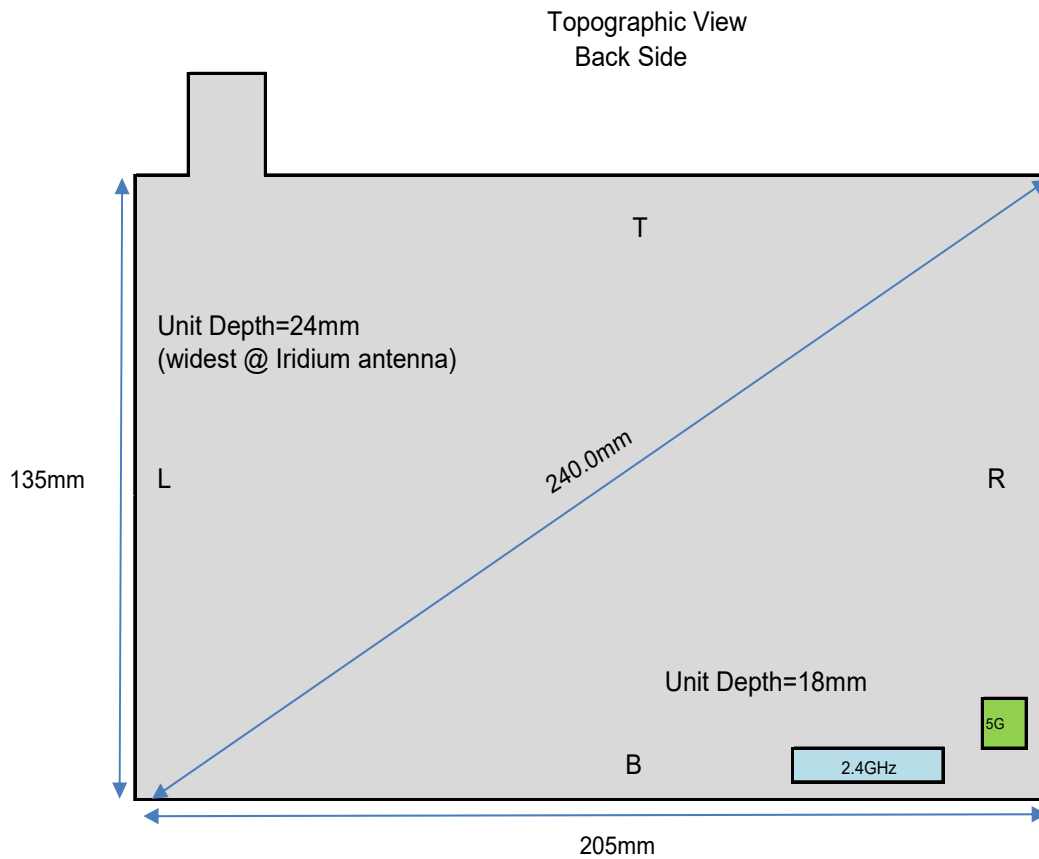 Topographic View
Back Side
T
Unit Depth=24mm
(widest @ Iridium antenna)
240.0mm
135mm
L
R
Unit Depth=18mm
5G
B
2.4GHz
205mm